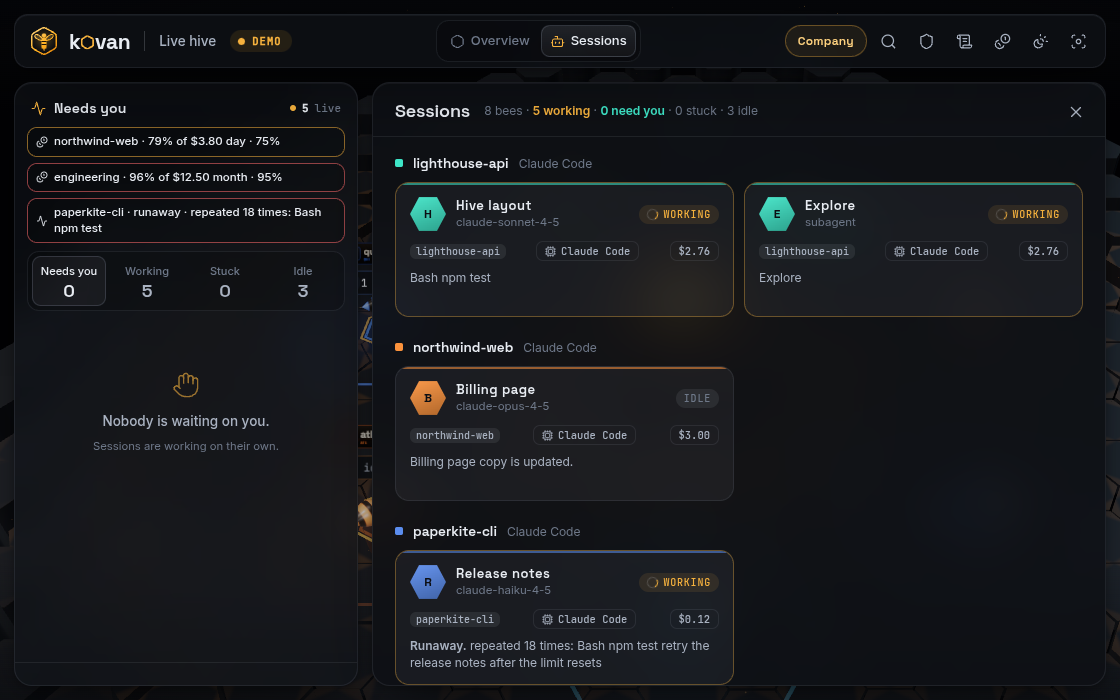 kovan
Live hive
DEMO
Overview
Sessions
Company
Needs you
5 live
northwind-web · 79% of $3.80 day · 75%
engineering · 96% of $12.50 month · 95%
paperkite-cli · runaway · repeated 18 times: Bash
npm test
Needs you
0
Working
5
Stuck
0
Idle
3
Nobody is waiting on you.
Sessions are working on their own.
Sessions
8 bees · 5 working · 0 need you · 0 stuck · 3 idle
lighthouse-api Claude Code
H
Hive layout
claude-sonnet-4-5
WORKING
lighthouse-api
Claude Code
$2.76
Bash npm test
E
Explore
subagent
WORKING
lighthouse-api
Claude Code
$2.76
Explore
northwind-web Claude Code
B
Billing page
claude-opus-4-5
IDLE
northwind-web
Claude Code
$3.00
Billing page copy is updated.
paperkite-cli Claude Code
R
Release notes
claude-haiku-4-5
WORKING
paperkite-cli
Claude Code
$0.12
Runaway. repeated 18 times: Bash npm test retry the
release notes after the limit resets